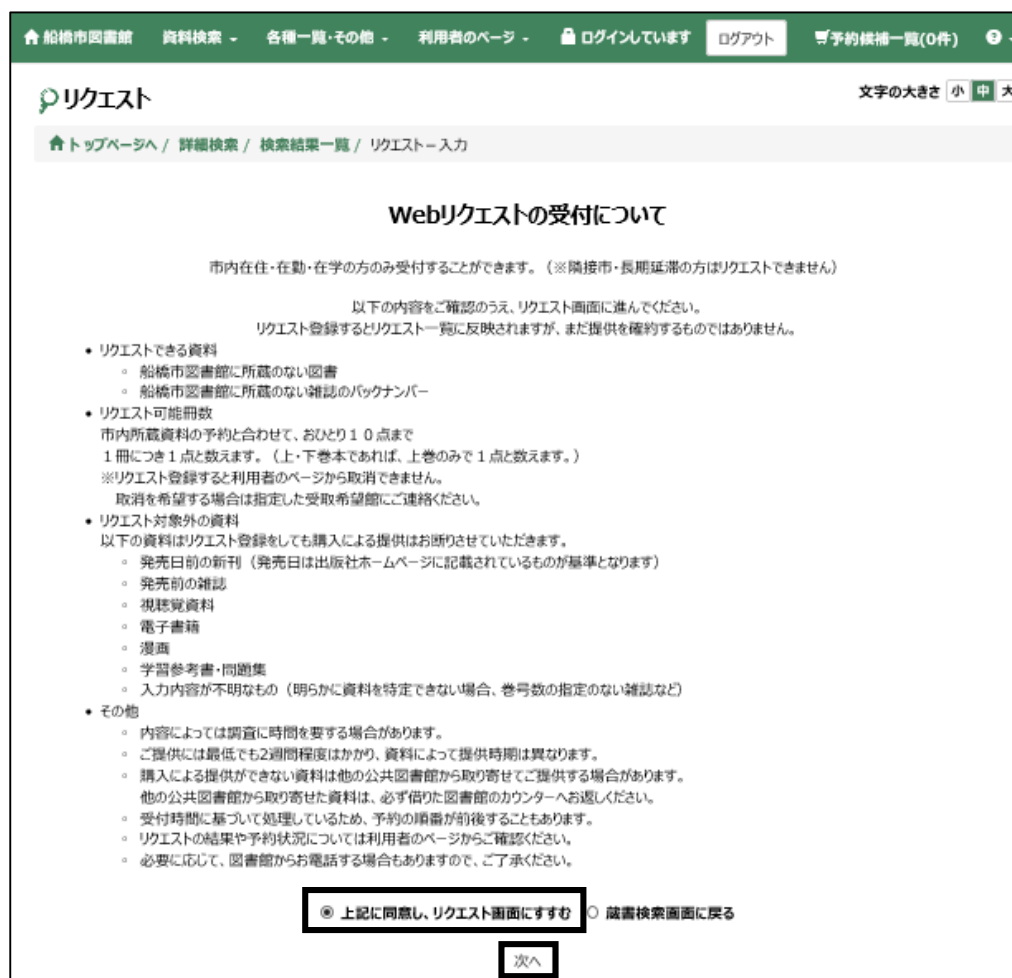 船橋市図書館 資料検索 各種一覧・その他 利用者のページ ログインしています ログアウト 予約候補一覧(0件)
リクエスト
文字の大きさ 小 中 大
トップページへ / 詳細検索 / 検索結果一覧 / リクエスト－入力
Webリクエストの受付について
市内在住・在勤・在学の方のみ受付することができます。（※隣接市・長期延滞の方はリクエストできません）
以下の内容をご確認のうえ、リクエスト画面に進んでください。
リクエスト登録するとリクエスト一覧に反映されますが、まだ提供を確約するものではありません。
• リクエストできる資料
◦ 船橋市図書館に所蔵のない図書
◦ 船橋市図書館に所蔵のない雑誌のバックナンバー
• リクエスト可能冊数
市内所蔵資料の予約と合わせて、おひとり１０点まで
１冊につき１点と数えます。（上・下巻本であれば、上巻のみで１点と数えます。）
※リクエスト登録すると利用者のページから取消できません。
取消を希望する場合は指定した受取希望館にご連絡ください。
• リクエスト対象外の資料
以下の資料はリクエスト登録をしても購入による提供はお断りさせていただきます。
◦ 発売日前の新刊（発売日は出版社ホームページに記載されているものが基準となります）
◦ 発売前の雑誌
◦ 視聴覚資料
◦ 電子書籍
◦ 漫画
◦ 学習参考書・問題集
◦ 入力内容が不明なもの（明らかに資料を特定できない場合、巻号数の指定のない雑誌など）
• その他
◦ 内容によっては調査に時間を要する場合があります。
◦ ご提供には最低でも2週間程度はかかり、資料によって提供時期は異なります。
◦ 購入による提供ができない資料は他の公共図書館から取り寄せてご提供する場合があります。
他の公共図書館から取り寄せた資料は、必ず借りた図書館のカウンターへお返しください。
◦ 受付時間に基づいて処理しているため、予約の順番が前後することもあります。
◦ リクエストの結果や予約状況については利用者のページからご確認ください。
◦ 必要に応じて、図書館からお電話する場合もありますので、ご了承ください。
上記に同意し、リクエスト画面にすすむ 蔵書検索画面に戻る
次へ